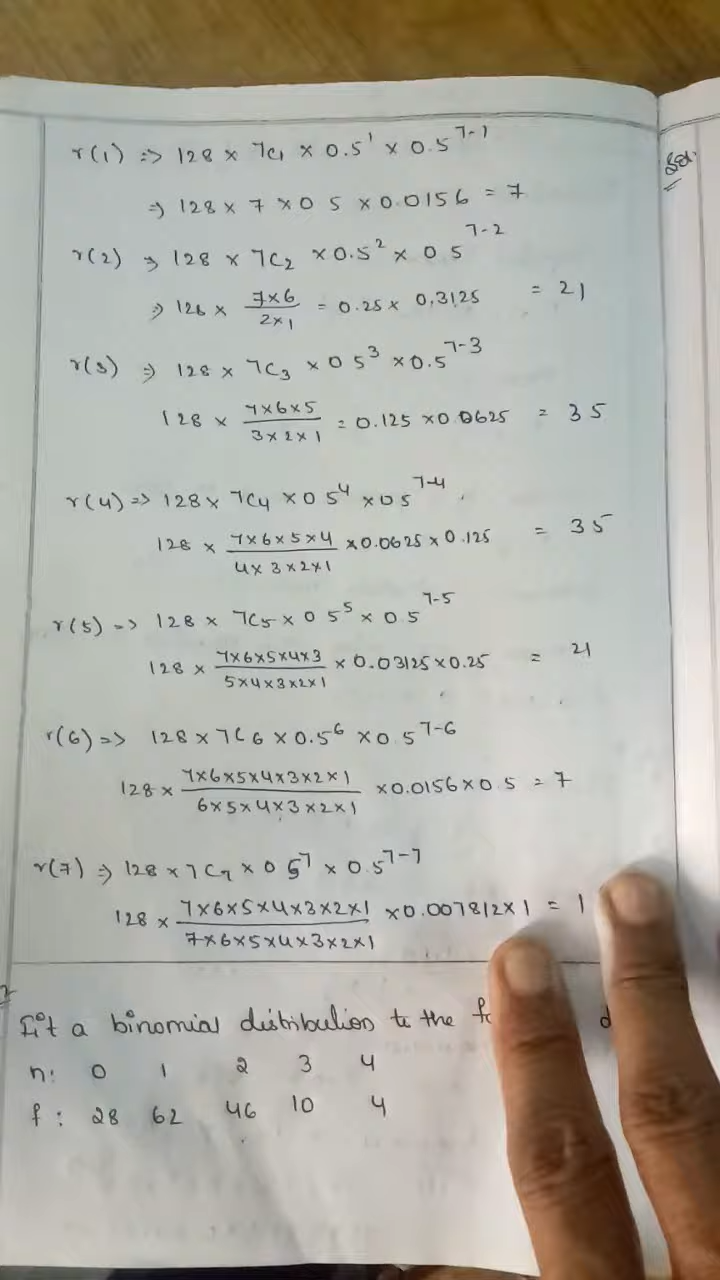 r(1) => 128 × 7C1 × 0.5^1 × 0.5^7-1
=> 128 × 7 × 0 5 × 0.0156 = 7
r(2) => 128 × 7C2 × 0.5^2 × 0 5^7-2
=> 128 × 7×6/2×1 = 0.25 × 0,3125 = 21
r(3) => 128 × 7C3 × 0 5^3 × 0.5^7-3
128 × 7×6×5/3×2×1 = 0.125 × 0.0625 = 35
r(4) => 128 × 7C4 × 0 5^4 × 0 5^7-4
128 × 7×6×5×4/4×3×2×1 × 0.0625 × 0.125 = 35
r(5) => 128 × 7C5 × 0 5^5 × 0.5^7-5
128 × 7×6×5×4×3/5×4×3×2×1 × 0.03125 × 0.25 = 21
r(6) => 128 × 7C6 × 0.5^6 × 0.5^7-6
128 × 7×6×5×4×3×2×1/6×5×4×3×2×1 × 0.0156 × 0 5 = 7
r(7) => 128 × 7C7 × 0 5^7 × 0.5^7-7
128 × 7×6×5×4×3×2×1/7×6×5×4×3×2×1 × 0.007812 × 1 = 1
Sol.
2
Fit a binomial distribution to the
n: 0 1 2 3 4
f: 28 62 46 10 4